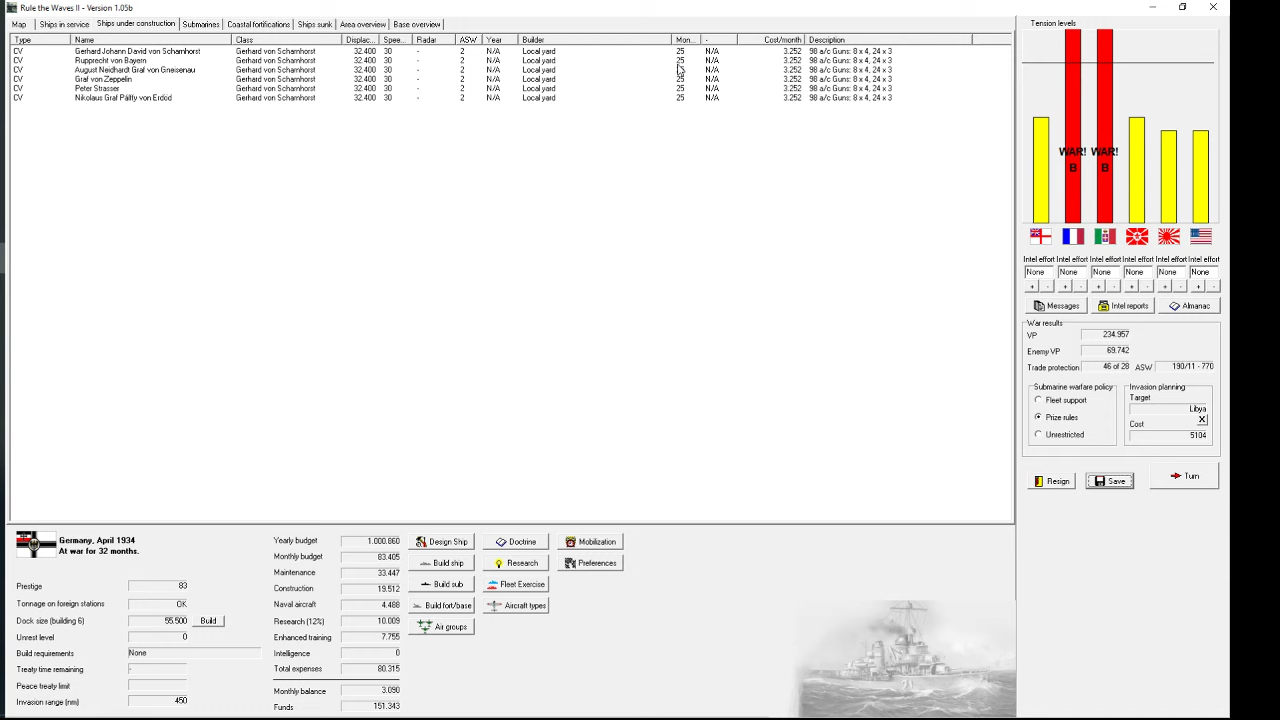 Rule the Waves II - Version 1.05b
Map Ships in service Ships under construction Submarines Coastal fortifications Ships sunk Area overview Base overview
Type Name Class Displac... Spee... Radar ASW Year Builder Mon... - Cost/month Description
CV Gerhard Johann David von Scharnhorst Gerhard von Scharnhorst 32.400 30 - 2 N/A Local yard 25 N/A 3.252 98 a/c Guns: 8 x 4, 24 x 3
CV Rupprecht von Bayern Gerhard von Scharnhorst 32.400 30 - 2 N/A Local yard 25 N/A 3.252 98 a/c Guns: 8 x 4, 24 x 3
CV August Neidhardt Graf von Gneisenau Gerhard von Scharnhorst 32.400 30 - 2 N/A Local yard 25 N/A 3.252 98 a/c Guns: 8 x 4, 24 x 3
CV Graf von Zeppelin Gerhard von Scharnhorst 32.400 30 - 2 N/A Local yard 25 N/A 3.252 98 a/c Guns: 8 x 4, 24 x 3
CV Peter Strasser Gerhard von Scharnhorst 32.400 30 - 2 N/A Local yard 25 N/A 3.252 98 a/c Guns: 8 x 4, 24 x 3
CV Nikolaus Graf Pálffy von Erdöd Gerhard von Scharnhorst 32.400 30 - 2 N/A Local yard 25 N/A 3.252 98 a/c Guns: 8 x 4, 24 x 3
Tension levels
WAR! WAR!
B B
Intel effort Intel effort Intel effort Intel effort Intel effort Intel effort
None None None None None None
+ - + - + - + - + - + -
Messages Intel reports Almanac
War results
VP 234.957
Enemy VP 69.742
Trade protection 46 of 28 ASW 190/11 - 770
Submarine warfare policy
Fleet support
Prize rules
Unrestricted
Invasion planning
Target
Libya
X
Cost
5104
Resign Save Turn
Germany, April 1934
At war for 32 months.
Prestige 83
Tonnage on foreign stations OK
Dock size (building 6) 55.500 Build
Unrest level 0
Build requirements None
Treaty time remaining -
Peace treaty limit
Invasion range (nm) 450
Yearly budget 1.000.860
Monthly budget 83.405
Maintenance 33.447
Construction 19.512
Naval aircraft 4.488
Research (12%) 10.009
Enhanced training 7.755
Intelligence 0
Total expenses 80.315
Monthly balance 3.090
Funds 151.343
Design Ship Doctrine Mobilization
Build ship Research Preferences
Build sub Fleet Exercise
Build fort/base Aircraft types
Air groups